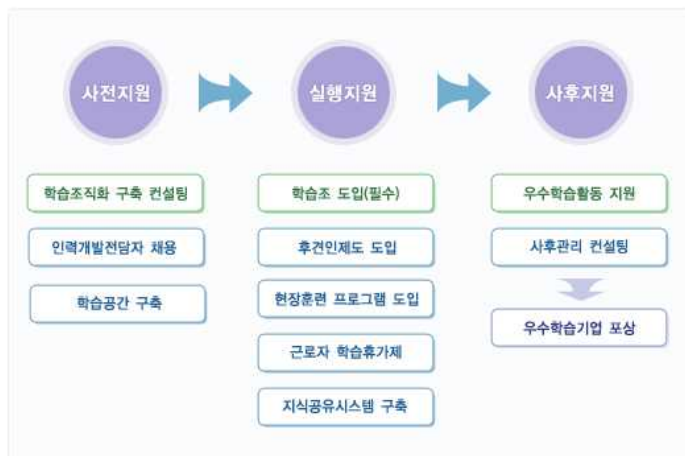 사전지원
실행지원
사후지원
학습조직화 구축 컨설팅
인력개발전담자 채용
학습공간 구축
학습조 도입(필수)
후견인제도 도입
현장훈련 프로그램 도입
근로자 학습휴가제
지식공유시스템 구축
우수학습활동 지원
사후관리 컨설팅
우수학습기업 포상